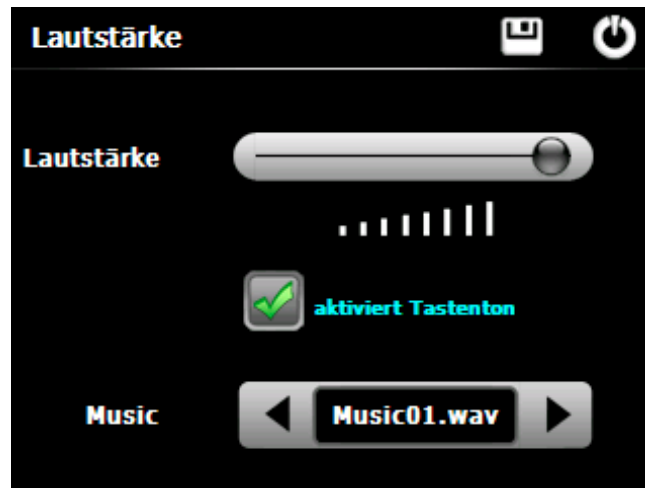 Lautstärke
Lautstärke
aktiviert Tastenton
Music
Music01.wav